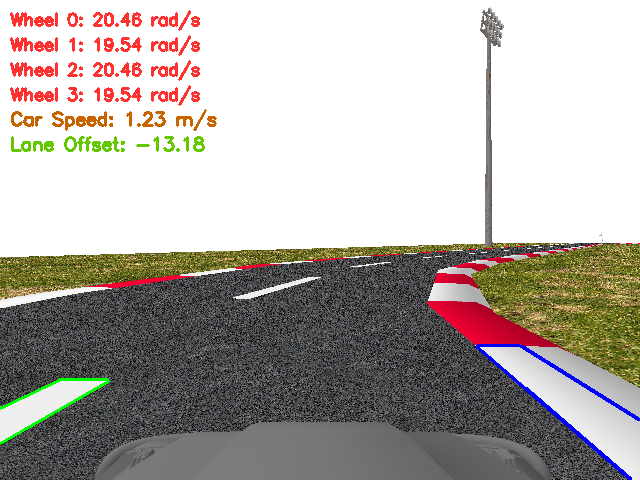 Wheel 0: 20.46 rad/s
Wheel 1: 19.54 rad/s
Wheel 2: 20.46 rad/s
Wheel 3: 19.54 rad/s
Car Speed: 1.23 m/s
Lane Offset: -13.18